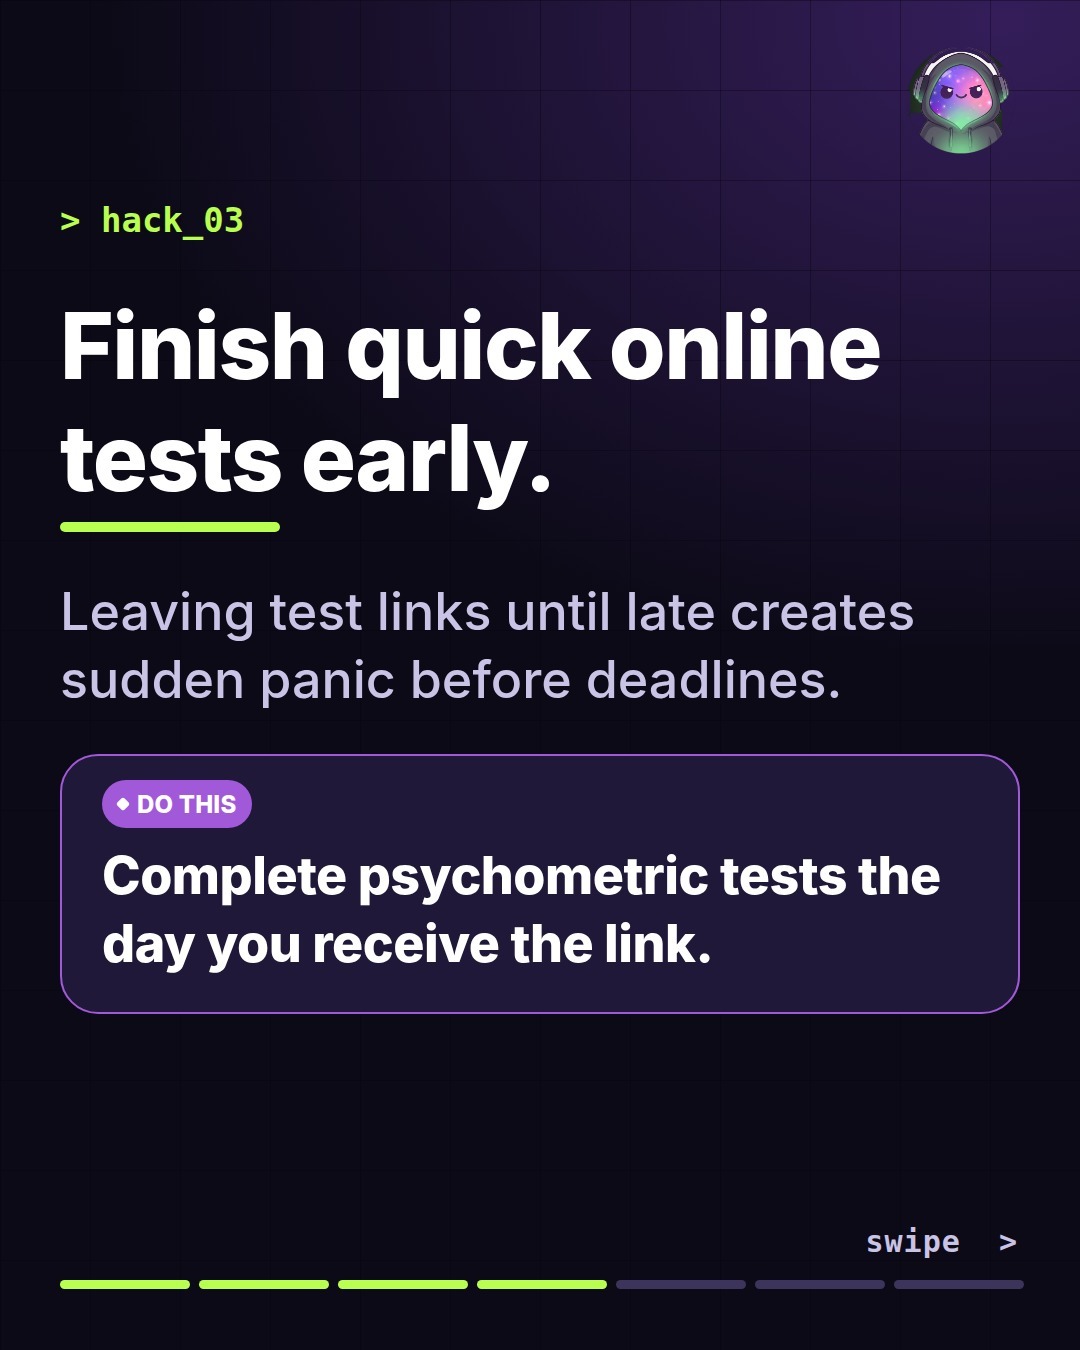 > hack_03
Finish quick online
tests early.
Leaving test links until late creates
sudden panic before deadlines.
DO THIS
Complete psychometric tests the
day you receive the link.
swipe >